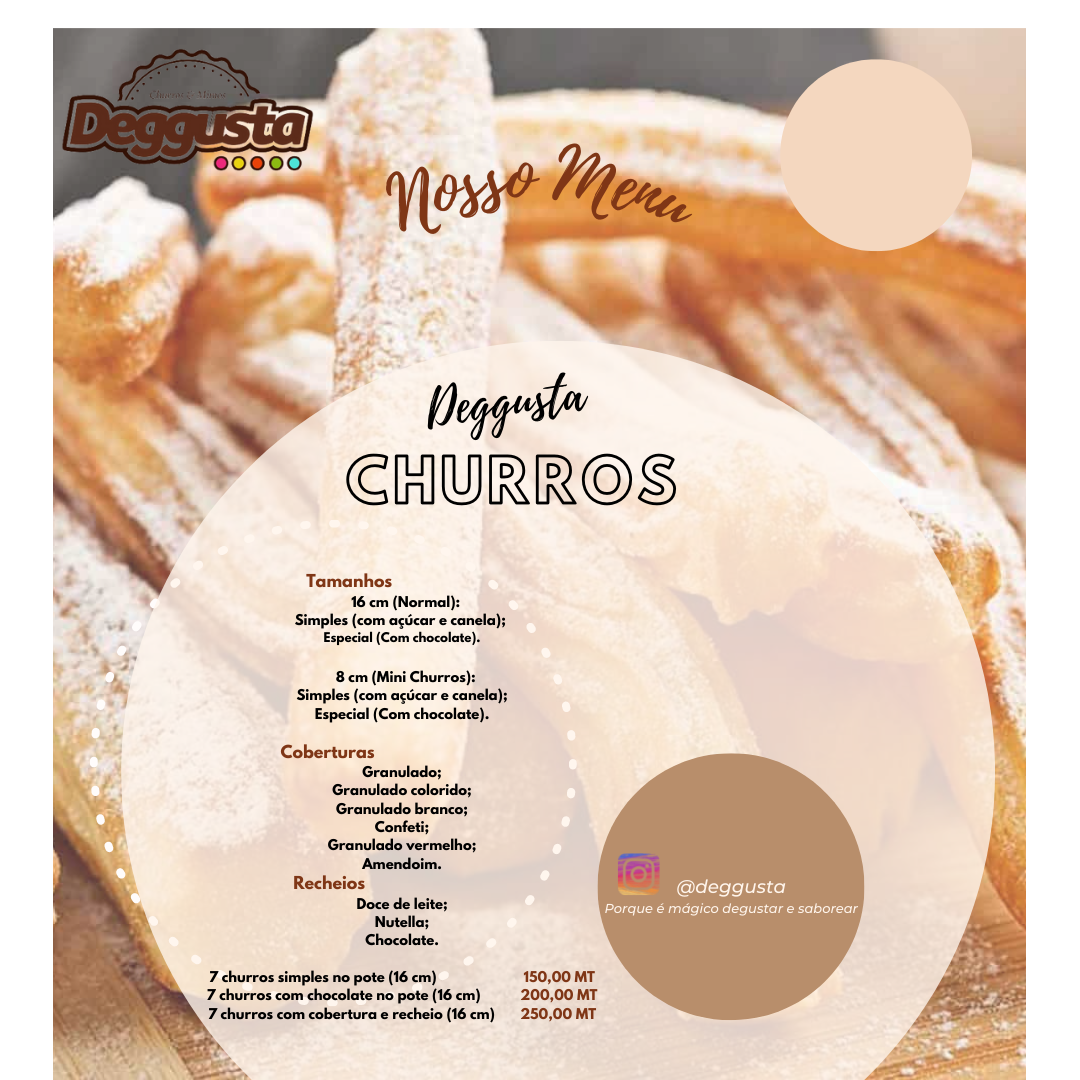 Churros & Mimos
Deggusta
Nosso Menu
Deggusta
CHURROS
Tamanhos
16 cm (Normal):
Simples (com açúcar e canela);
Especial (Com chocolate).
8 cm (Mini Churros):
Simples (com açúcar e canela);
Especial (Com chocolate).
Coberturas
Granulado;
Granulado colorido;
Granulado branco;
Confeti;
Granulado vermelho;
Amendoim.
Recheios
Doce de leite;
Nutella;
Chocolate.
7 churros simples no pote (16 cm) 150,00 MT
7 churros com chocolate no pote (16 cm) 200,00 MT
7 churros com cobertura e recheio (16 cm) 250,00 MT
@deggusta
Porque é mágico degustar e saborear